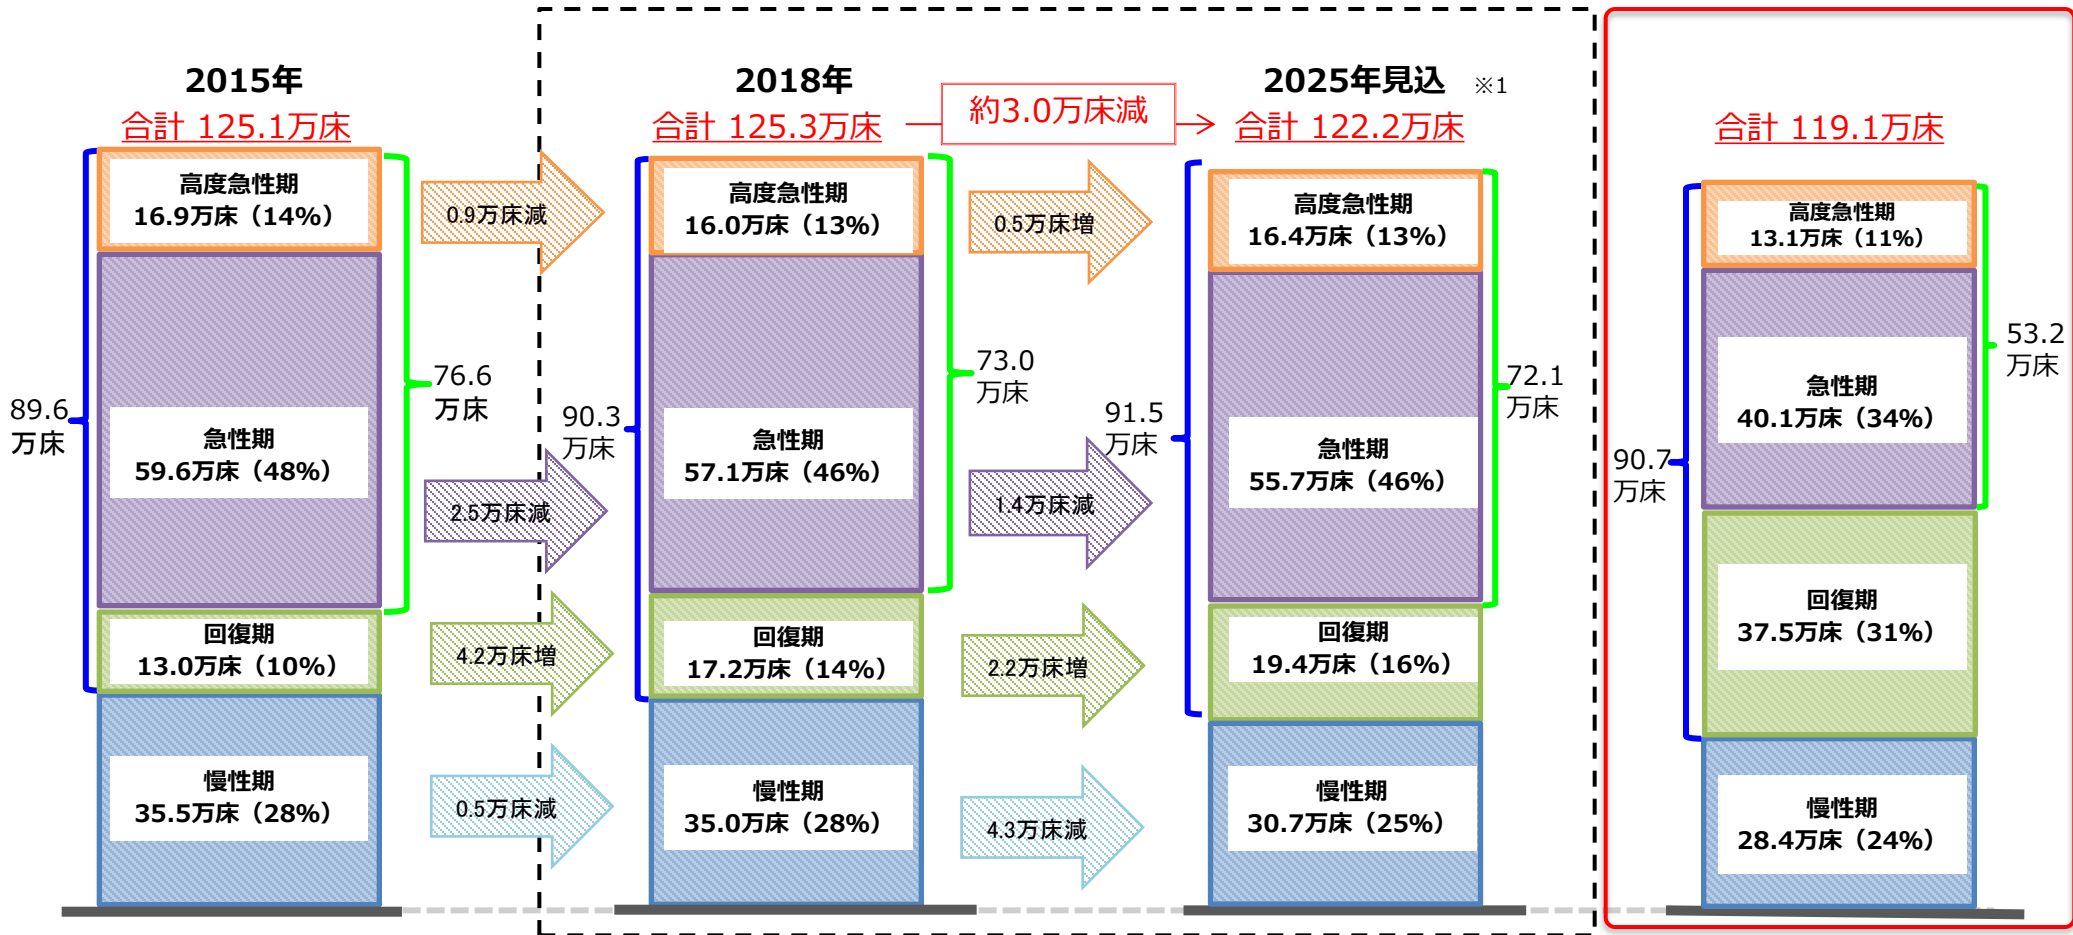 2015年
合計 125.1万床
高度急性期
16.9万床（14%）
急性期
59.6万床（48%）
回復期
13.0万床（10%）
慢性期
35.5万床（28%）
89.6
万床
76.6
万床
0.9万床減
2.5万床減
4.2万床増
0.5万床減
2018年
合計 125.3万床
高度急性期
16.0万床（13%）
急性期
57.1万床（46%）
回復期
17.2万床（14%）
慢性期
35.0万床（28%）
90.3
万床
73.0
万床
約3.0万床減
0.5万床増
1.4万床減
2.2万床増
4.3万床減
2025年見込 ※1
合計 122.2万床
高度急性期
16.4万床（13%）
急性期
55.7万床（46%）
回復期
19.4万床（16%）
慢性期
30.7万床（25%）
91.5
万床
72.1
万床
合計 119.1万床
高度急性期
13.1万床（11%）
急性期
40.1万床（34%）
回復期
37.5万床（31%）
慢性期
28.4万床（24%）
90.7
万床
53.2
万床